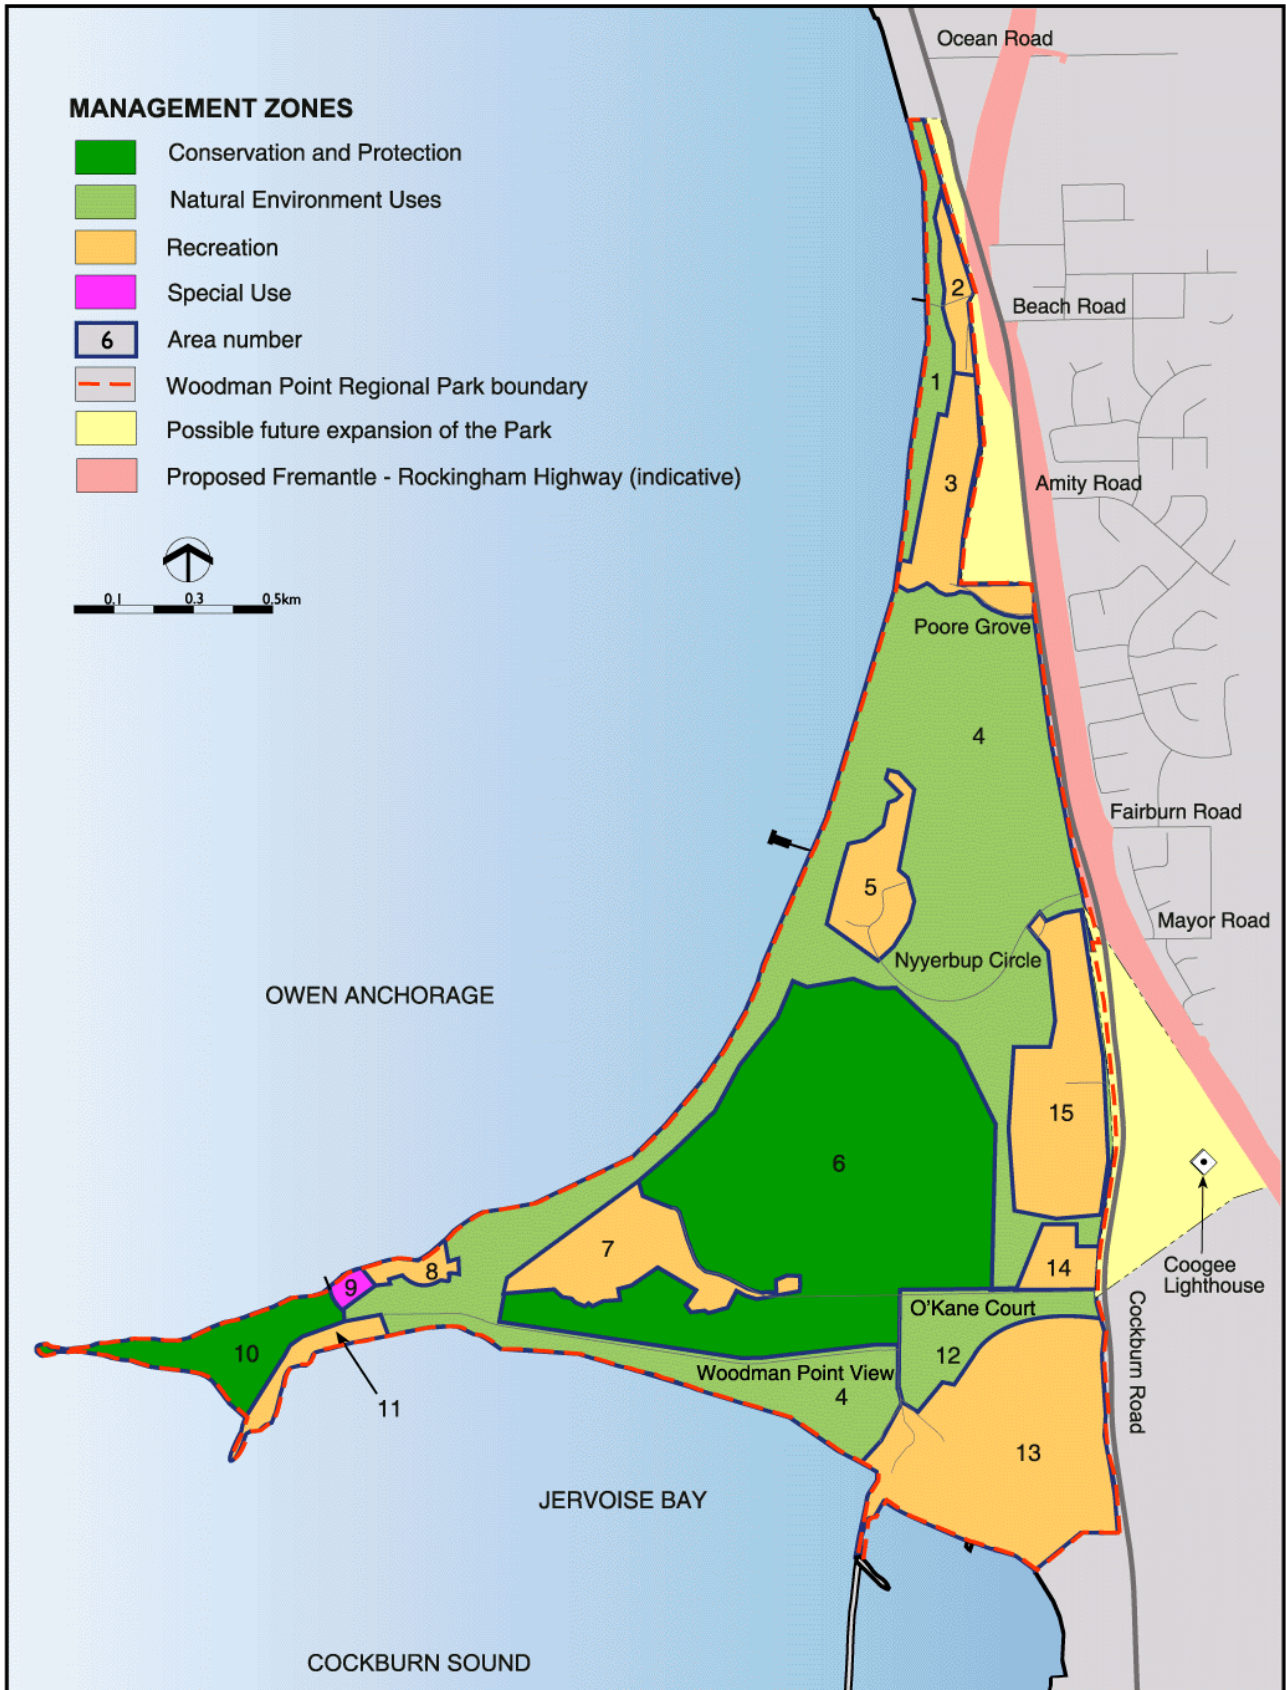 MANAGEMENT ZONES
Conservation and Protection
Natural Environment Uses
Recreation
Special Use
6
Area number
Woodman Point Regional Park boundary
Possible future expansion of the Park
Proposed Fremantle - Rockingham Highway (indicative)
0.1 0.3 0.5km
Ocean Road
2
Beach Road
1
3
Amity Road
Poore Grove
4
Fairburn Road
5
Mayor Road
Nyyerbup Circle
OWEN ANCHORAGE
15
6
7
8
9
14
Coogee
Lighthouse
O'Kane Court
Cockburn Road
10
12
Woodman Point View
4
11
13
JERVOISE BAY
COCKBURN SOUND